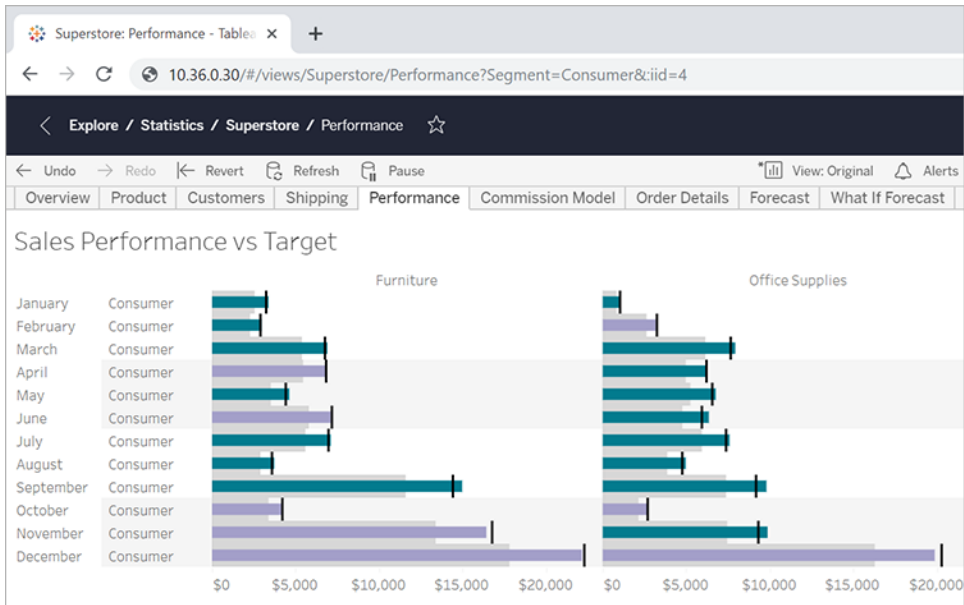 Superstore: Performance - Tablea
10.36.0.30/#/views/Superstore/Performance?Segment=Consumer&:iid=4
Explore / Statistics / Superstore / Performance
Undo Redo Revert Refresh Pause View: Original Alerts
Overview Product Customers Shipping Performance Commission Model Order Details Forecast What If Forecast
Sales Performance vs Target
Furniture Office Supplies
January Consumer
February Consumer
March Consumer
April Consumer
May Consumer
June Consumer
July Consumer
August Consumer
September Consumer
October Consumer
November Consumer
December Consumer
$0 $5,000 $10,000 $15,000 $20,000 $0 $5,000 $10,000 $15,000 $20,000